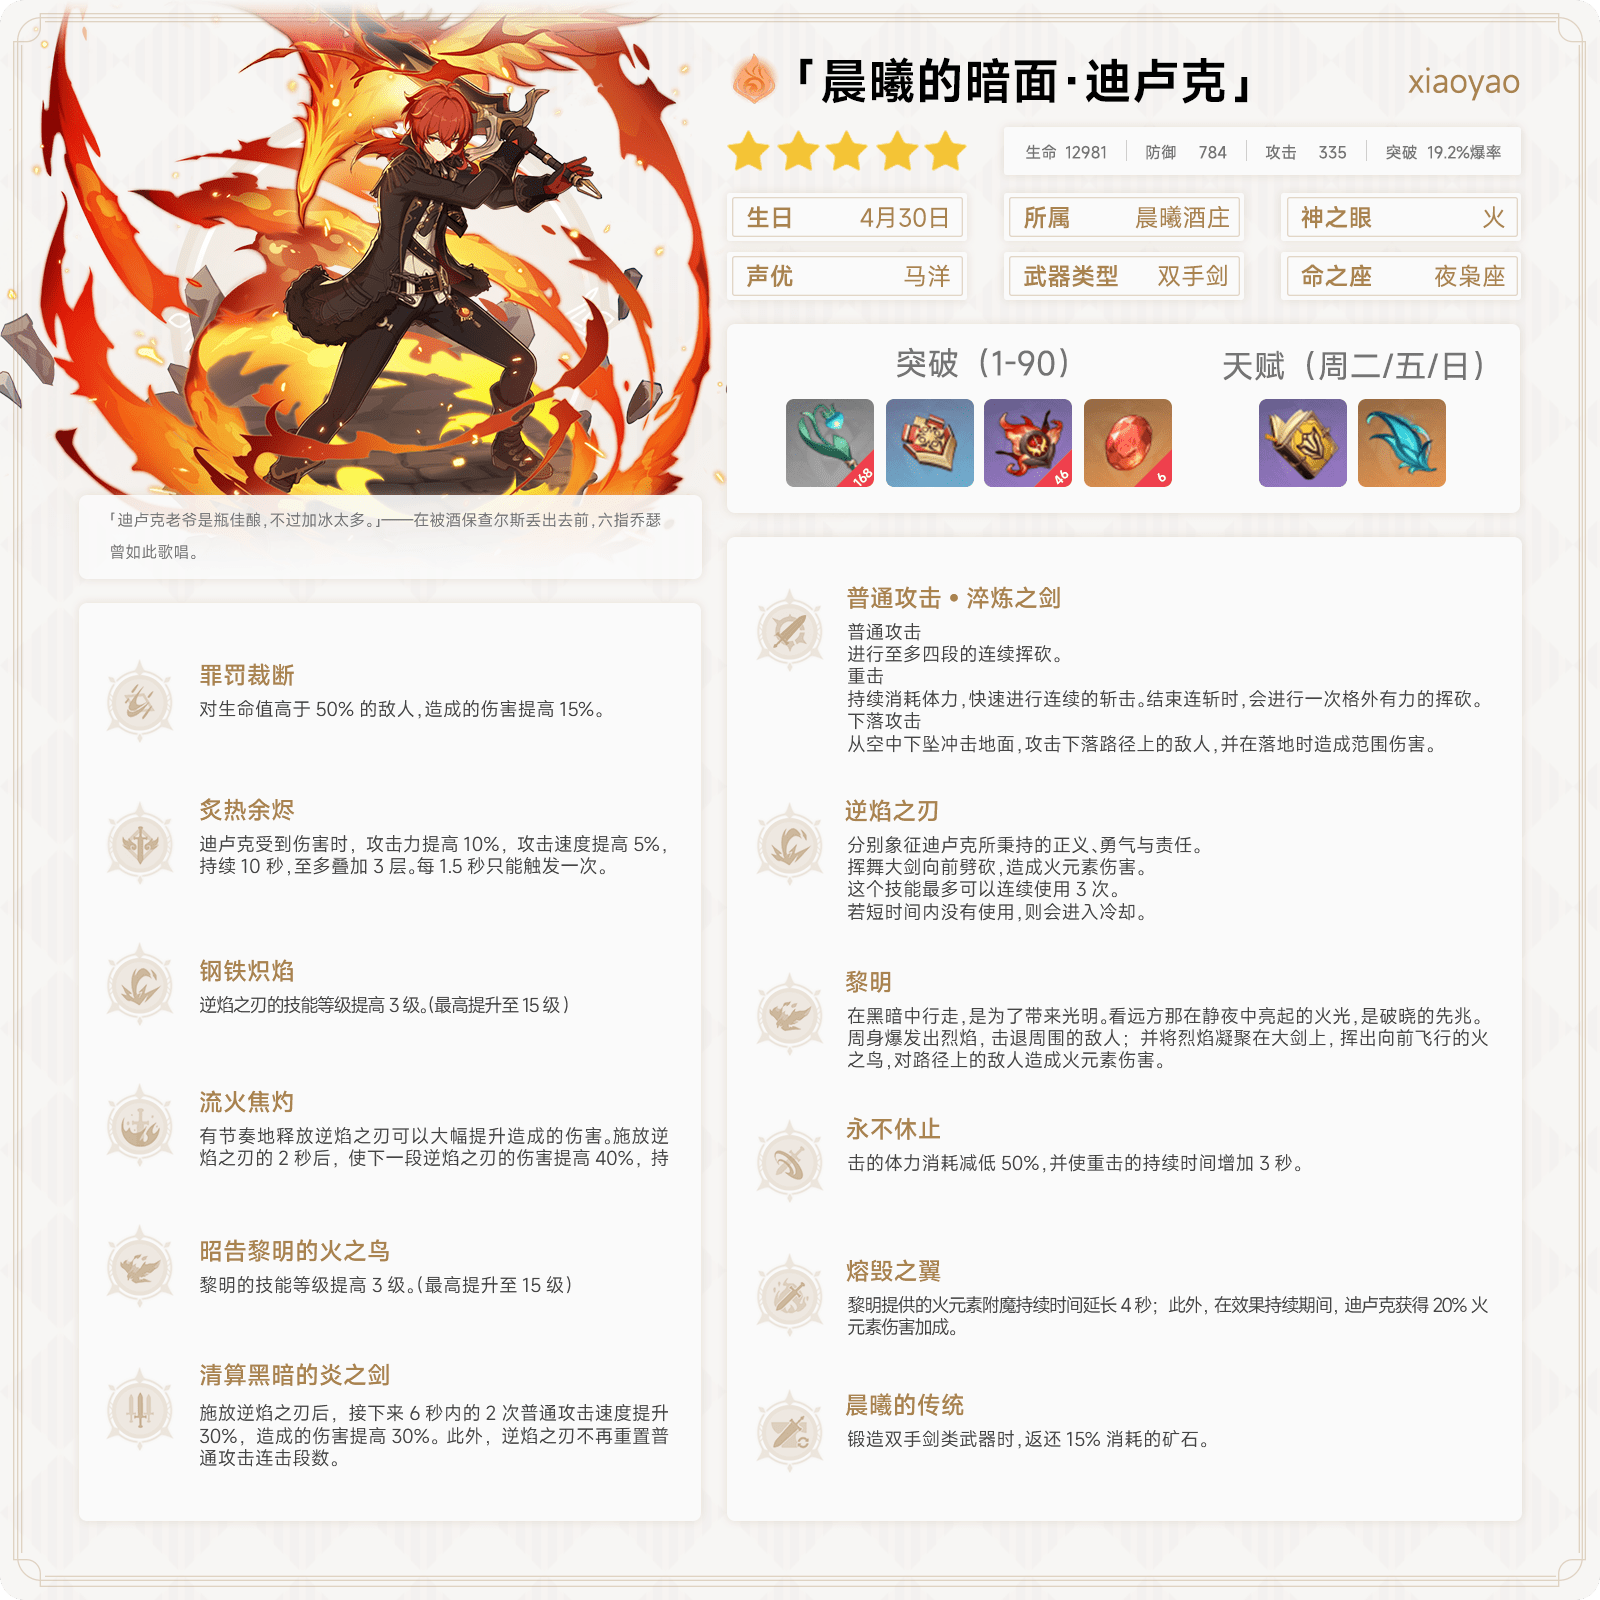 「晨曦的暗面·迪卢克」
xiaoyao
生命 12981 防御 784 攻击 335 突破 19.2%爆率
生日 4月30日
所属 晨曦酒庄
神之眼 火
声优 马洋
武器类型 双手剑
命之座 夜枭座
突破（1-90）
168
46
6
天赋（周二/五/日）
「迪卢克老爷是瓶佳酿,不过加冰太多。」——在被酒保查尔斯丢出去前,六指乔瑟
曾如此歌唱。
罪罚裁断
对生命值高于 50% 的敌人,造成的伤害提高 15%。
炙热余烬
迪卢克受到伤害时，攻击力提高 10%，攻击速度提高 5%，
持续 10 秒,至多叠加 3 层。每 1.5 秒只能触发一次。
钢铁炽焰
逆焰之刃的技能等级提高 3 级。(最高提升至 15 级 )
流火焦灼
有节奏地释放逆焰之刃可以大幅提升造成的伤害。施放逆
焰之刃的 2 秒后，使下一段逆焰之刃的伤害提高 40%，持
昭告黎明的火之鸟
黎明的技能等级提高 3 级。(最高提升至 15 级 )
清算黑暗的炎之剑
施放逆焰之刃后，接下来 6 秒内的 2 次普通攻击速度提升
30%，造成的伤害提高 30%。此外，逆焰之刃不再重置普
通攻击连击段数。
普通攻击 • 淬炼之剑
普通攻击
进行至多四段的连续挥砍。
重击
持续消耗体力,快速进行连续的斩击。结束连斩时,会进行一次格外有力的挥砍。
下落攻击
从空中下坠冲击地面,攻击下落路径上的敌人,并在落地时造成范围伤害。
逆焰之刃
分别象征迪卢克所秉持的正义、勇气与责任。
挥舞大剑向前劈砍,造成火元素伤害。
这个技能最多可以连续使用 3 次。
若短时间内没有使用,则会进入冷却。
黎明
在黑暗中行走,是为了带来光明。看远方那在静夜中亮起的火光,是破晓的先兆。
周身爆发出烈焰，击退周围的敌人；并将烈焰凝聚在大剑上，挥出向前飞行的火
之鸟,对路径上的敌人造成火元素伤害。
永不休止
击的体力消耗减低 50%,并使重击的持续时间增加 3 秒。
熔毁之翼
黎明提供的火元素附魔持续时间延长 4 秒；此外，在效果持续期间，迪卢克获得 20% 火
元素伤害加成。
晨曦的传统
锻造双手剑类武器时,返还 15% 消耗的矿石。